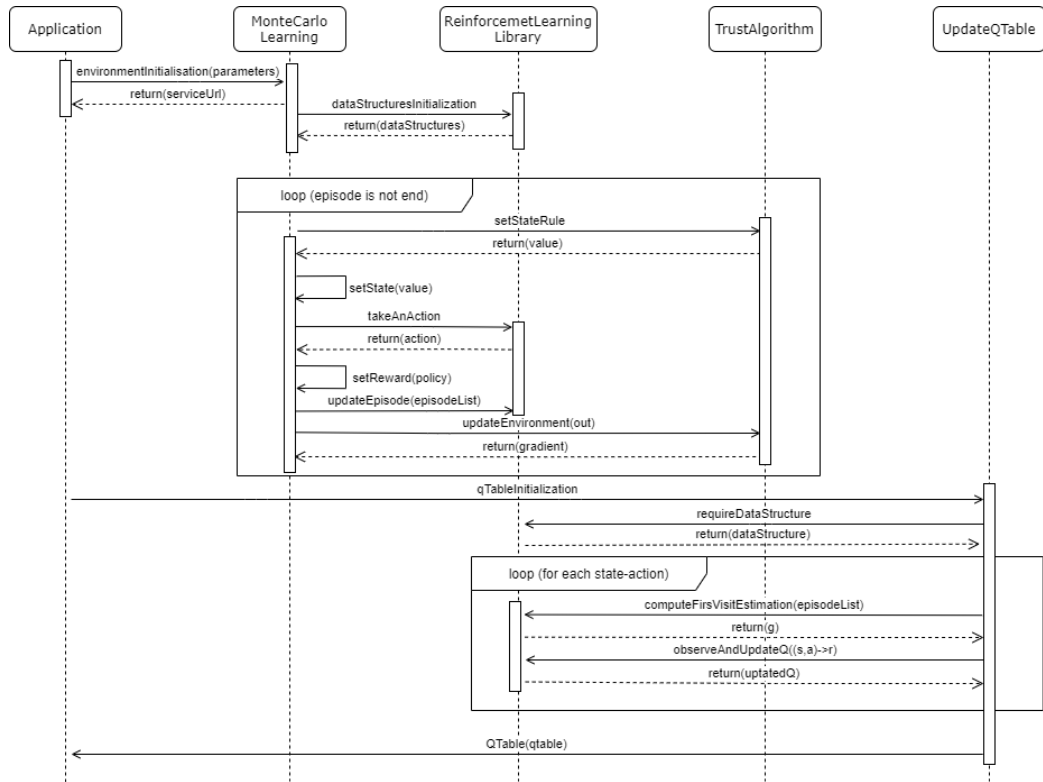 Application
MonteCarlo
Learning
ReinforcemetLearning
Library
TrustAlgorithm
UpdateQTable
environmentInitialisation(parameters)
return(serviceUrl)
dataStructuresInitialization
return(dataStructures)
loop (episode is not end)
setStateRule
return(value)
setState(value)
takeAnAction
return(action)
setReward(policy)
updateEpisode(episodeList)
updateEnvironment(out)
return(gradient)
qTableInitialization
requireDataStructure
return(dataStructure)
loop (for each state-action)
computeFirsVisitEstimation(episodeList)
return(g)
observeAndUpdateQ((s,a)->r)
return(uptatedQ)
QTable(qtable)